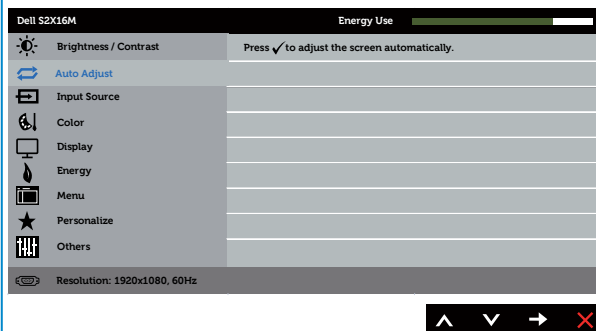 Dell S2X16M Energy Use
Brightness / Contrast Press ✓ to adjust the screen automatically.
Auto Adjust
Input Source
Color
Display
Energy
Menu
Personalize
Others
Resolution: 1920x1080, 60Hz